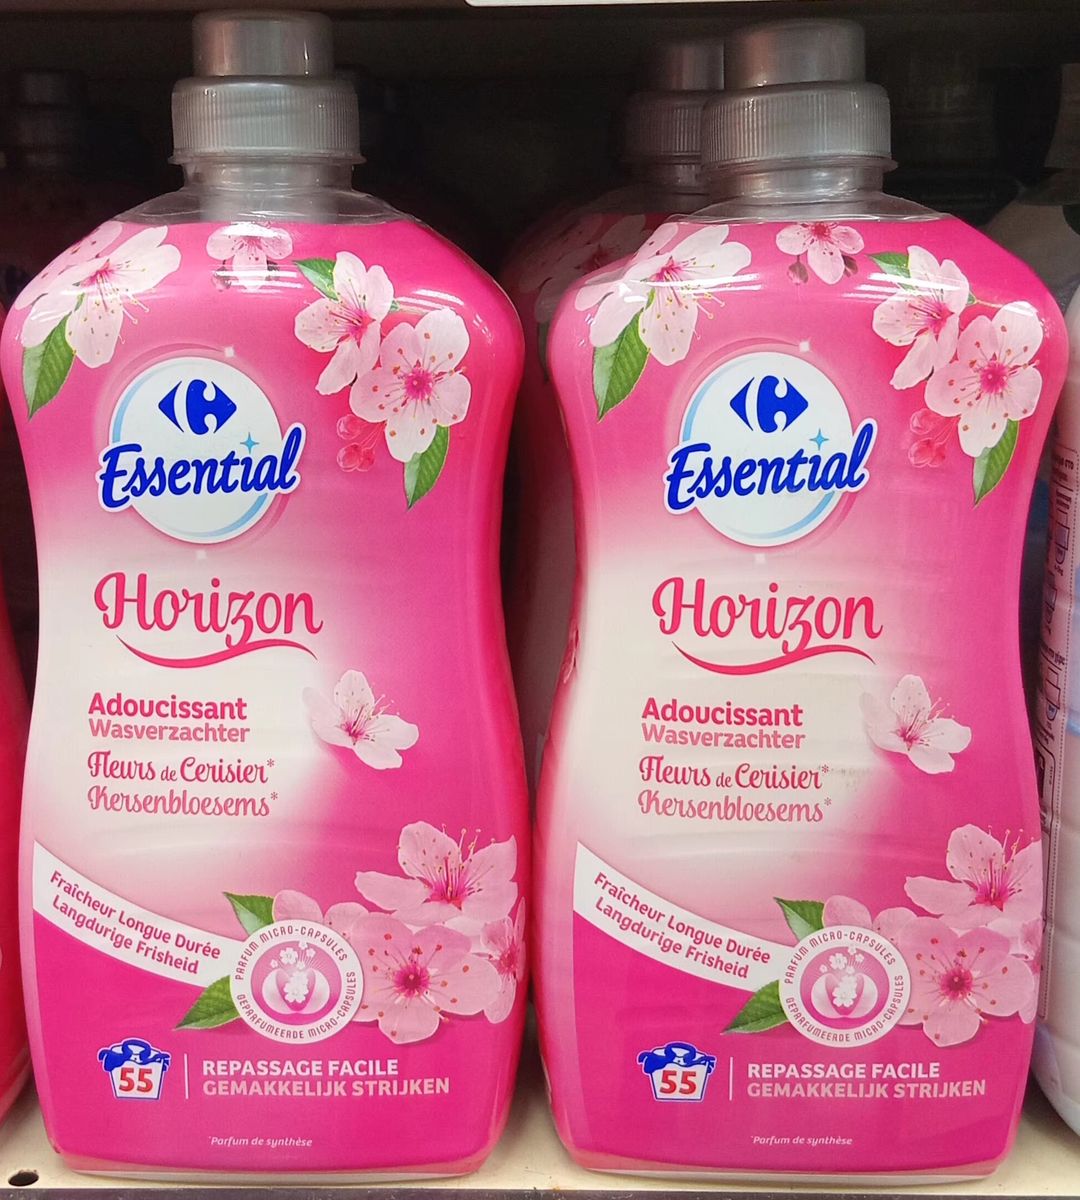 Essential
Horizon
Adoucissant
Wasverzachter
Fleurs de Cerisier*
Kersenbloesems*
Fraîcheur Longue Durée
Langdurige Frisheid
PARFUM MICRO-CAPSULES
GEPARFUMEERDE MICRO-CAPSULES
55
REPASSAGE FACILE
GEMAKKELIJK STRIJKEN
*Parfum de synthèse
Essential
Horizon
Adoucissant
Wasverzachter
Fleurs de Cerisier*
Kersenbloesems*
Fraîcheur Longue Durée
Langdurige Frisheid
PARFUM MICRO-CAPSULES
GEPARFUMEERDE MICRO-CAPSULES
55
REPASSAGE FACILE
GEMAKKELIJK STRIJKEN
*Parfum de synthèse